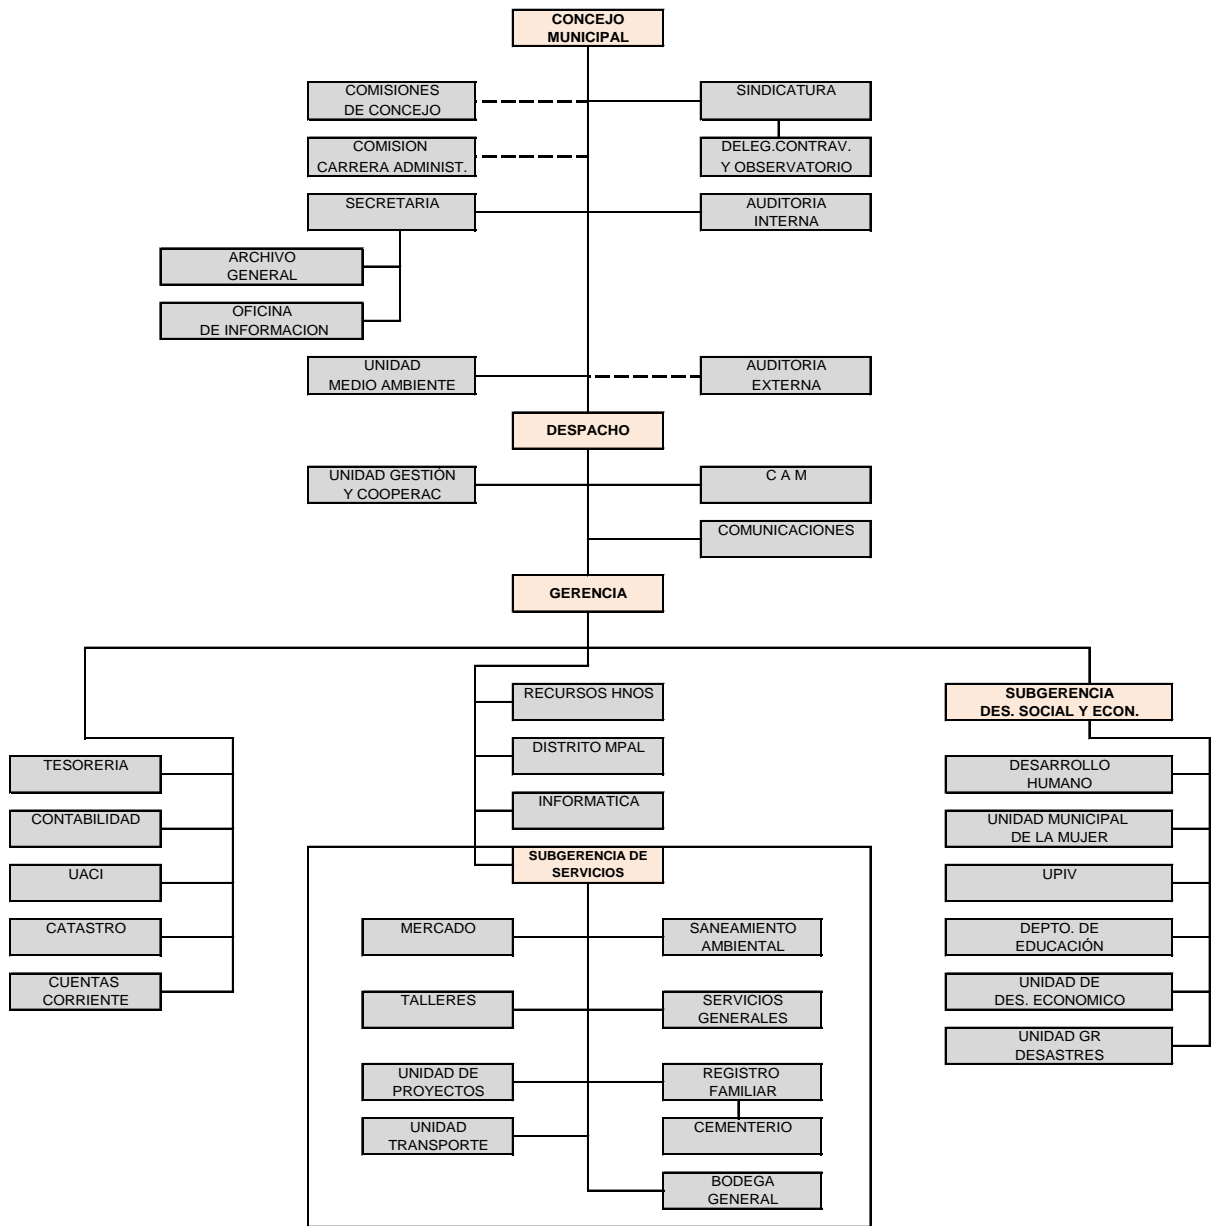 CONCEJO
MUNICIPAL
COMISIONES
DE CONCEJO
SINDICATURA
COMISION
CARRERA ADMINIST.
DELEG.CONTRAV.
Y OBSERVATORIO
SECRETARIA
AUDITORIA
INTERNA
ARCHIVO
GENERAL
OFICINA
DE INFORMACION
UNIDAD
MEDIO AMBIENTE
AUDITORIA
EXTERNA
DESPACHO
UNIDAD GESTIÓN
Y COOPERAC
C A M
COMUNICACIONES
GERENCIA
RECURSOS HNOS
DISTRITO MPAL
INFORMATICA
SUBGERENCIA
DES. SOCIAL Y ECON.
TESORERIA
CONTABILIDAD
UACI
CATASTRO
CUENTAS
CORRIENTE
SUBGERENCIA DE
SERVICIOS
MERCADO
SANEAMIENTO
AMBIENTAL
TALLERES
SERVICIOS
GENERALES
UNIDAD DE
PROYECTOS
REGISTRO
FAMILIAR
UNIDAD
TRANSPORTE
CEMENTERIO
BODEGA
GENERAL
DESARROLLO
HUMANO
UNIDAD MUNICIPAL
DE LA MUJER
UPIV
DEPTO. DE
EDUCACIÓN
UNIDAD DE
DES. ECONOMICO
UNIDAD GR
DESASTRES